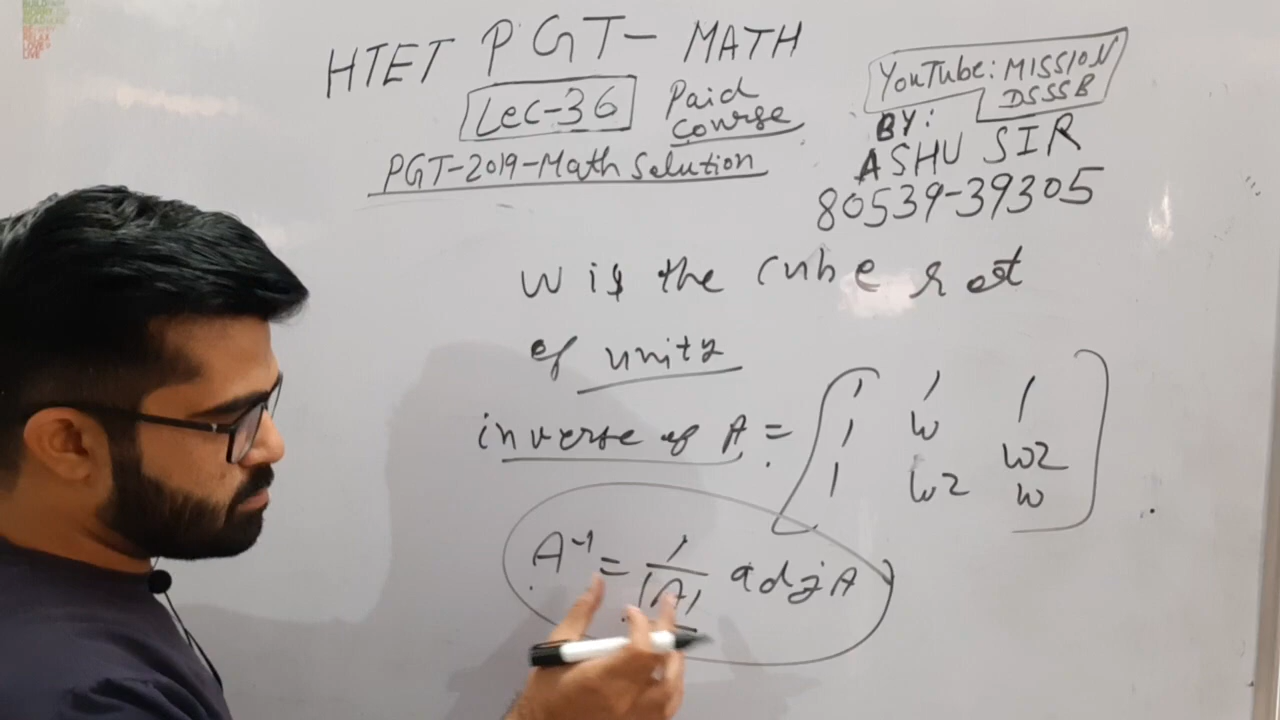 HTET PGT- MATH
Lec-36 Paid course
PGT-2019-Math Solution
YouTube: MISSION
DSSSB
BY:
ASHU SIR
80539-39305
W is the cube root
of unity
inverse of A = [ 1 1 1
1 W W2
1 W2 W ]
A-1 = 1/|A| adj A